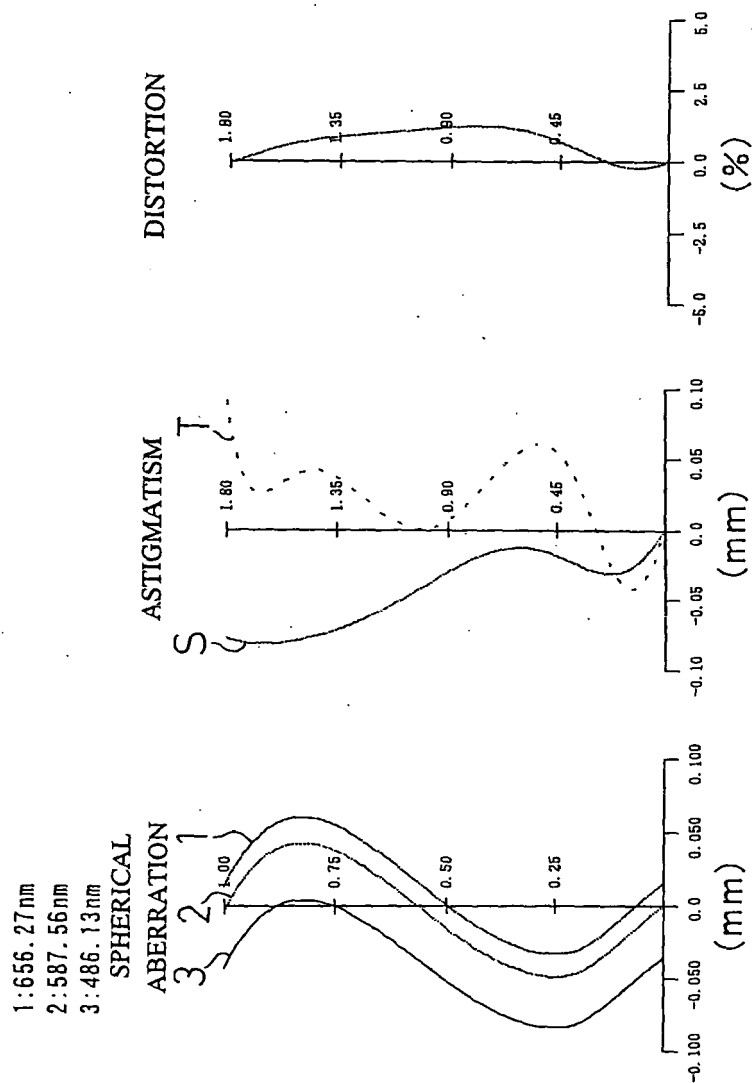 1:656.27nm
2:587.56nm
3:486.13nm
SPHERICAL
ABERRATION
3 2 1
1.00
0.75
0.50
0.25
-0.100 -0.050 0.0 0.050 0.100
(mm)
ASTIGMATISM
S T
1.80
1.35
0.90
0.45
-0.10 -0.05 0.0 0.05 0.10
(mm)
DISTORTION
1.80
1.35
0.90
0.45
-5.0 -2.5 0.0 2.5 5.0
(%)